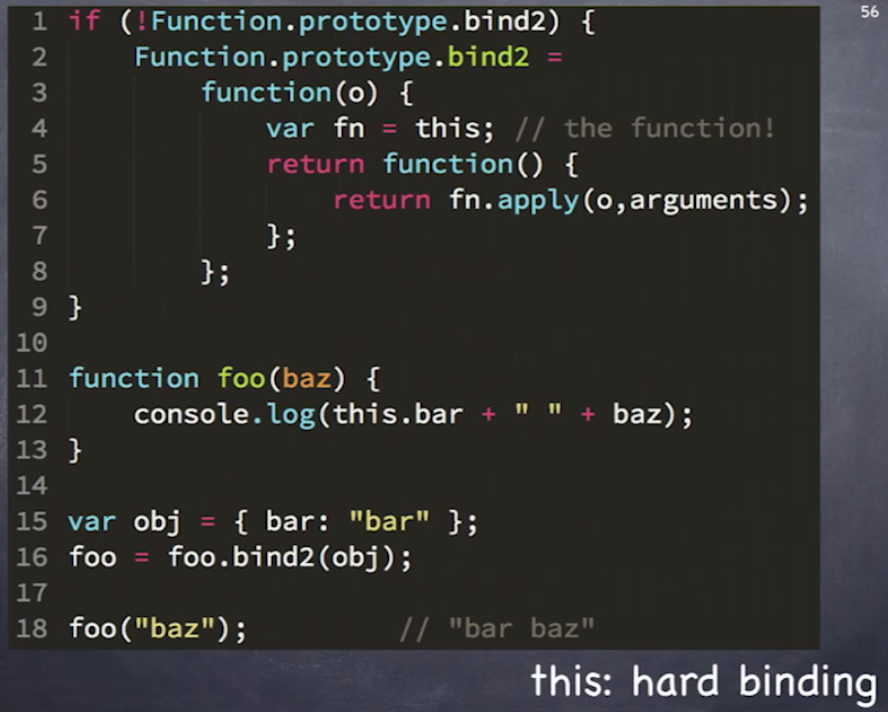 56
1 if (!Function.prototype.bind2) {
2     Function.prototype.bind2 =
3         function(o) {
4             var fn = this; // the function!
5             return function() {
6                 return fn.apply(o,arguments);
7             };
8         };
9 }
10
11 function foo(baz) {
12     console.log(this.bar + " " + baz);
13 }
14
15 var obj = { bar: "bar" };
16 foo = foo.bind2(obj);
17
18 foo("baz");         // "bar baz"
this: hard binding